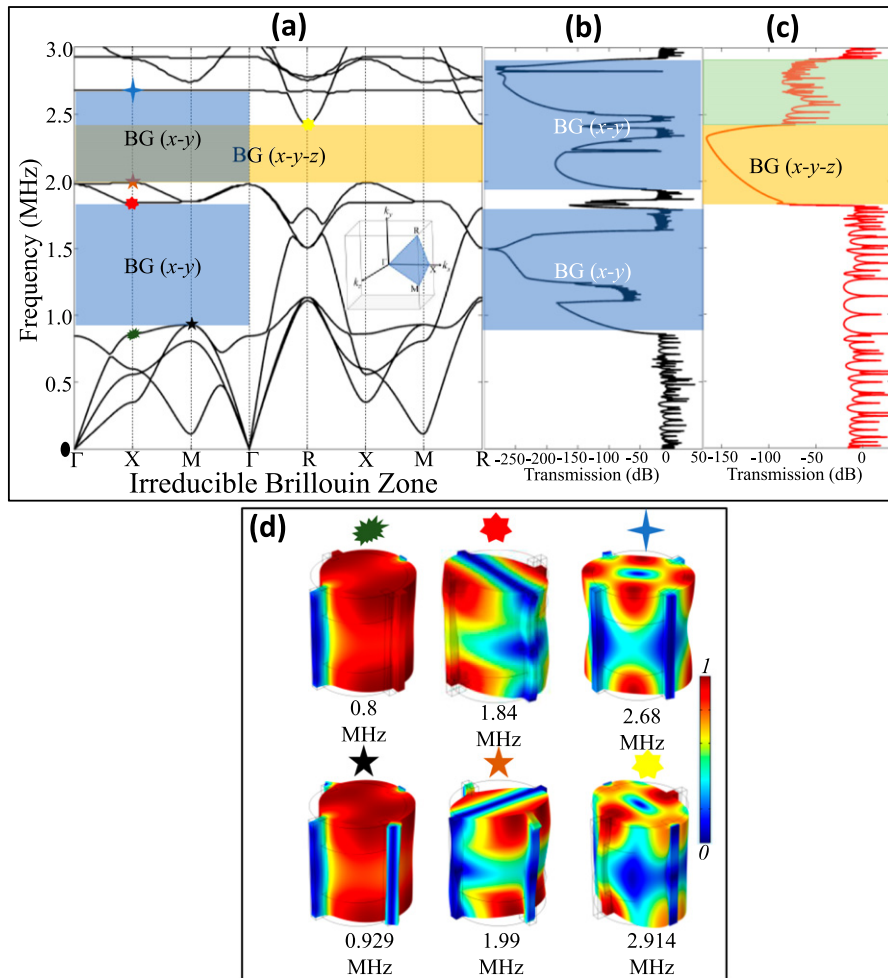 (a)
(b)
(c)
3.0
2.5
2.0
1.5
1.0
0.5
0
Frequency (MHz)
BG (x-y)
BG (x-y-z)
BG (x-y)
BG (x-y)
BG (x-y)
BG (x-y-z)
k_y
R
Γ
X
k_x
k_z
M
Γ X M Γ R X M R
Irreducible Brillouin Zone
-250 -200 -150 -100 -50 0 50
Transmission (dB)
-100 -50 0
Transmission (dB)
(d)
0.8
MHz
1.84
MHz
2.68
MHz
1
0
0.929
MHz
1.99
MHz
2.914
MHz